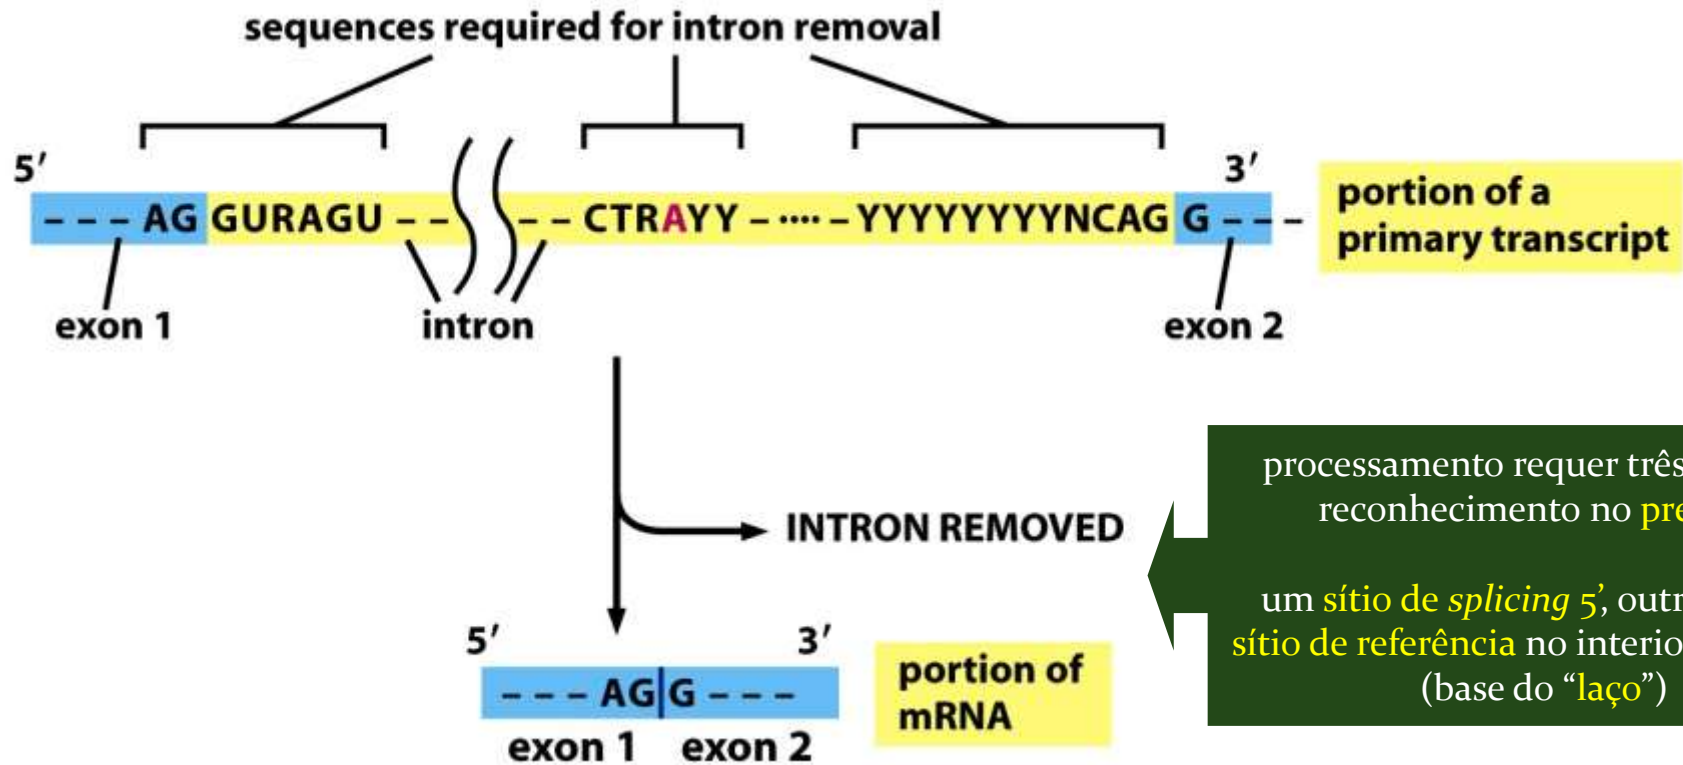 sequences required for intron removal
5′ 3′
– – – AG GURAGU – – – – CTRAYY – ···· – YYYYYYYYNCAG G – – –
portion of a
primary transcript
exon 1 intron exon 2
INTRON REMOVED
processamento requer três
reconhecimento no pre
um sítio de splicing 5’, outr
sítio de referência no interio
(base do “laço”)
5′ 3′
– – – AG G – – –
portion of
mRNA
exon 1 exon 2